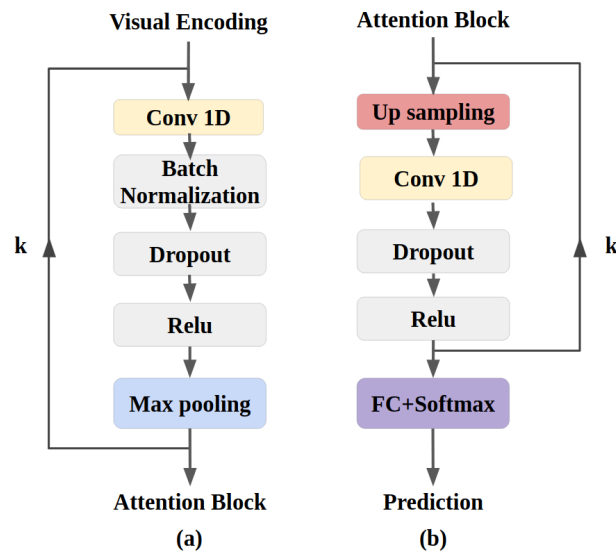 Visual Encoding
Conv 1D
Batch
Normalization
Dropout
Relu
Max pooling
k
Attention Block
(a)
Attention Block
Up sampling
Conv 1D
Dropout
Relu
k
FC+Softmax
Prediction
(b)